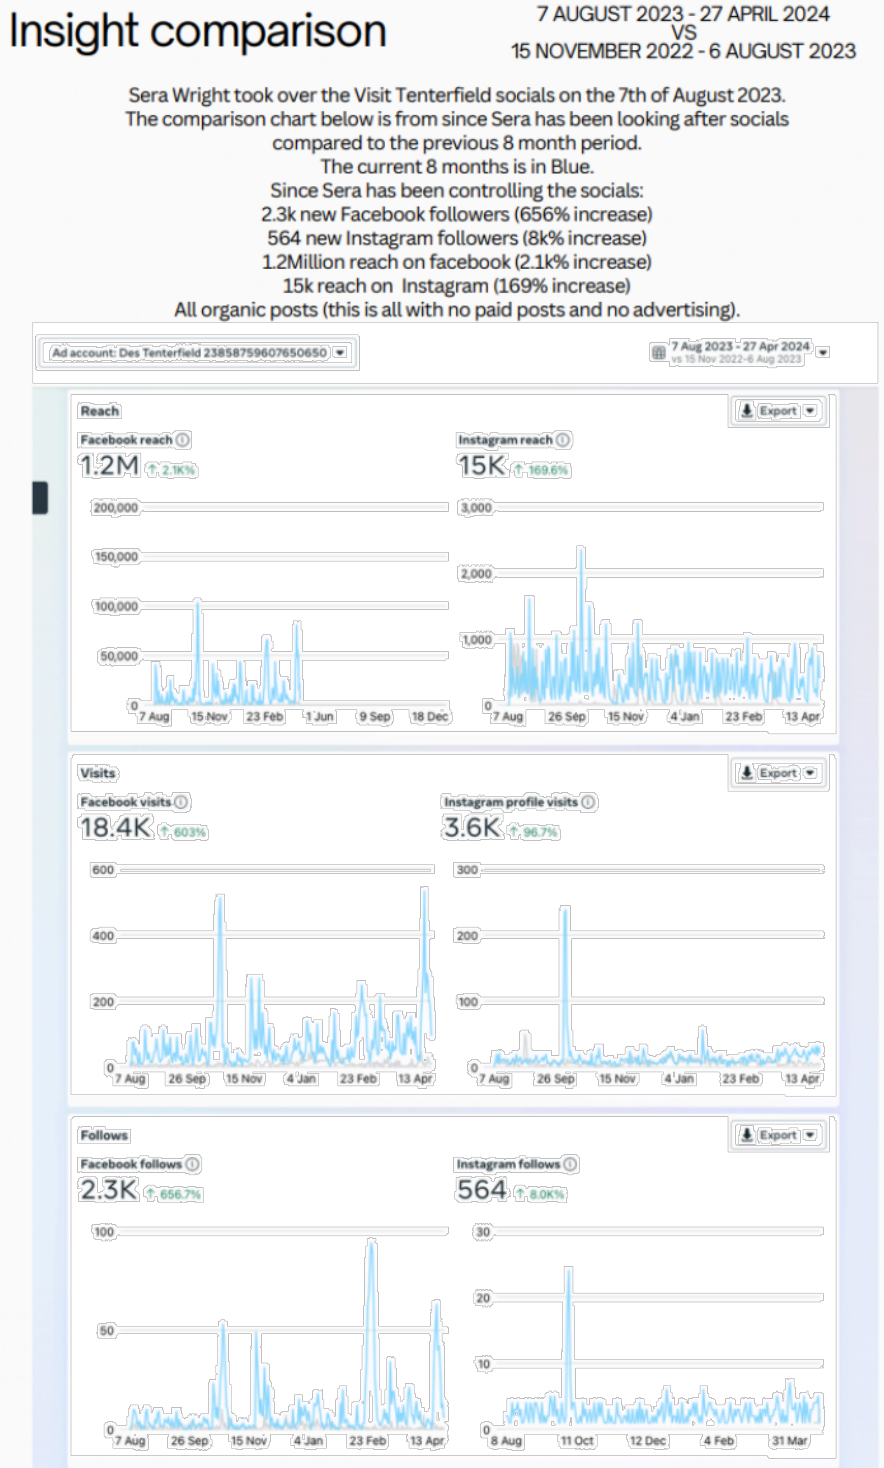 Insight comparison
7 AUGUST 2023 - 27 APRIL 2024
VS
15 NOVEMBER 2022 - 6 AUGUST 2023
Sera Wright took over the Visit Tenterfield socials on the 7th of August 2023.
The comparison chart below is from since Sera has been looking after socials
compared to the previous 8 month period.
The current 8 months is in Blue.
Since Sera has been controlling the socials:
2.3k new Facebook followers (656% increase)
564 new Instagram followers (8k% increase)
1.2Million reach on facebook (2.1k% increase)
15k reach on Instagram (169% increase)
All organic posts (this is all with no paid posts and no advertising).
Ad account: Des Tenterfield 23858759607650650
7 Aug 2023 - 27 Apr 2024
vs 15 Nov 2022-6 Aug 2023
Reach
Export
Facebook reach
1.2M ↑ 2.1K%
200,000
150,000
100,000
50,000
0
7 Aug 15 Nov 23 Feb 1 Jun 9 Sep 18 Dec
Instagram reach
15K ↑ 169.6%
3,000
2,000
1,000
0
7 Aug 26 Sep 15 Nov 4 Jan 23 Feb 13 Apr
Visits
Export
Facebook visits
18.4K ↑ 603%
600
400
200
0
7 Aug 26 Sep 15 Nov 4 Jan 23 Feb 13 Apr
Instagram profile visits
3.6K ↑ 96.7%
300
200
100
0
7 Aug 26 Sep 15 Nov 4 Jan 23 Feb 13 Apr
Follows
Export
Facebook follows
2.3K ↑ 656.7%
100
50
0
7 Aug 26 Sep 15 Nov 4 Jan 23 Feb 13 Apr
Instagram follows
564 ↑ 8.0K%
30
20
10
0
8 Aug 11 Oct 12 Dec 4 Feb 31 Mar